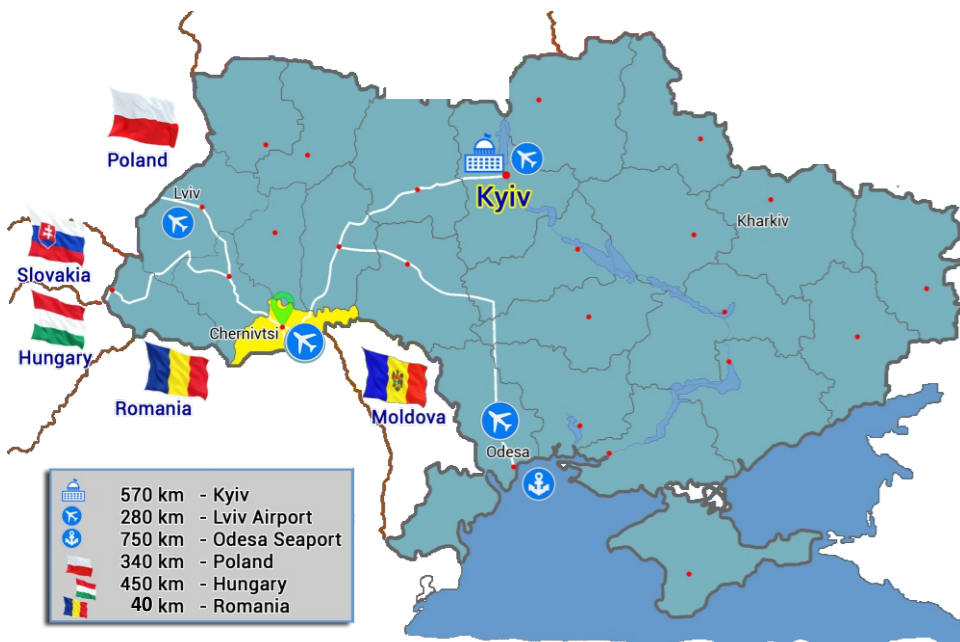 Poland
Kyiv
Lviv
Kharkiv
Slovakia
Chernivtsi
Hungary
Romania
Moldova
Odesa
570 km - Kyiv
280 km - Lviv Airport
750 km - Odesa Seaport
340 km - Poland
450 km - Hungary
40 km - Romania